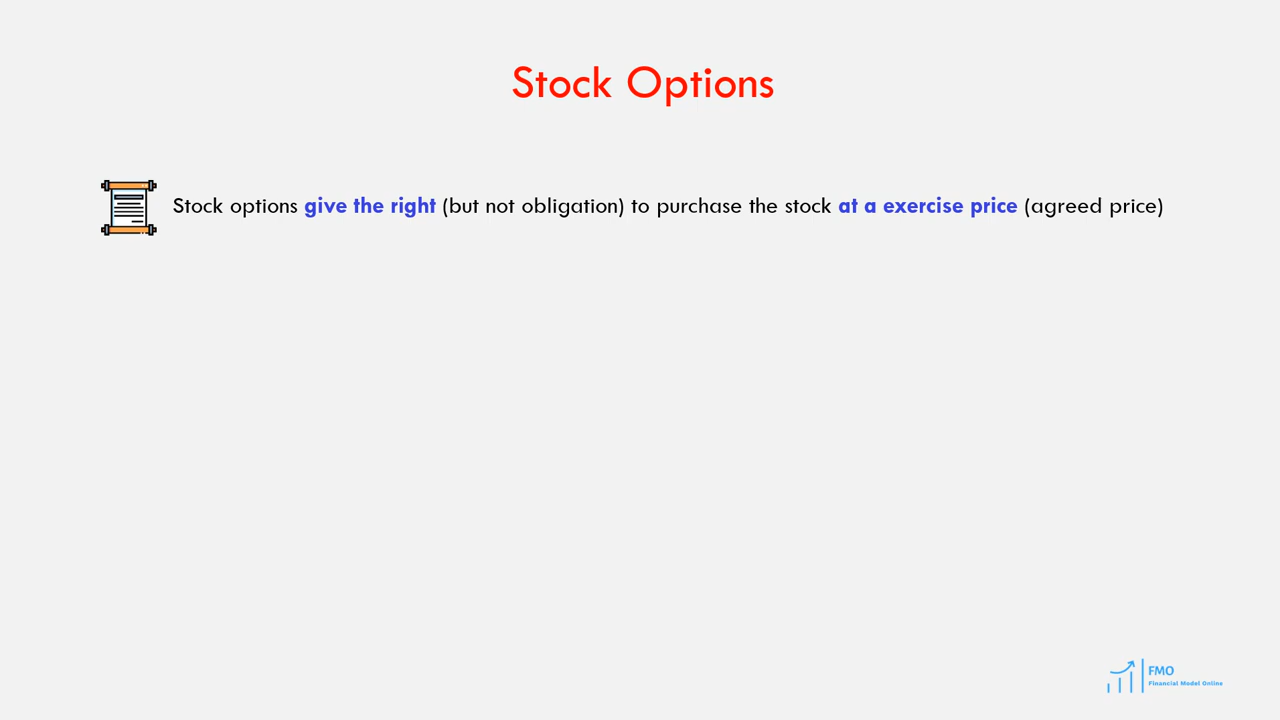 Stock Options
Stock options give the right (but not obligation) to purchase the stock at a exercise price (agreed price)
FMO
Financial Model Online